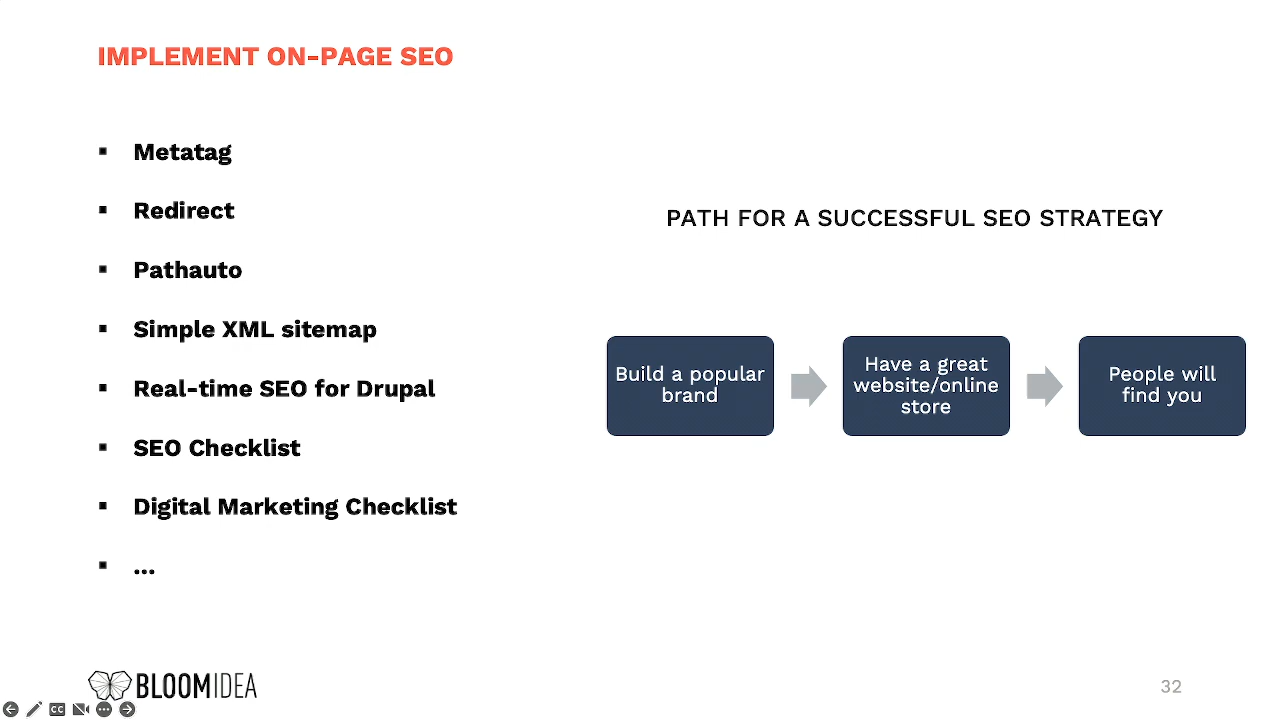 IMPLEMENT ON-PAGE SEO
Metatag
Redirect
Pathauto
Simple XML sitemap
Real-time SEO for Drupal
SEO Checklist
Digital Marketing Checklist
...
PATH FOR A SUCCESSFUL SEO STRATEGY
Build a popular
brand
Have a great
website/online
store
People will
find you
BLOOMIDEA
32
CC